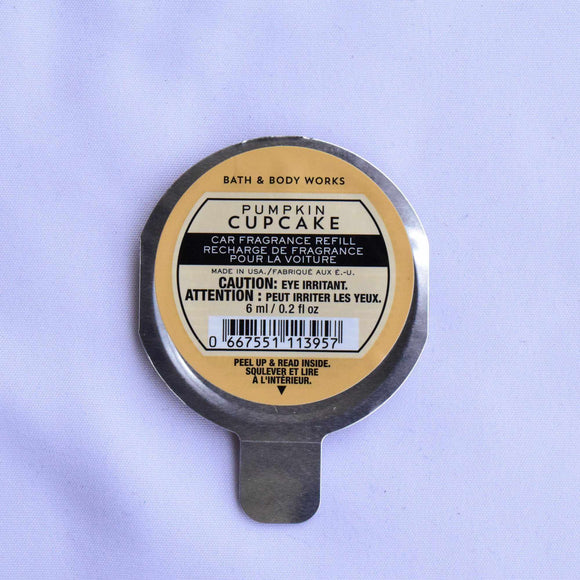 BATH & BODY WORKS
PUMPKIN
CUPCAKE
CAR FRAGRANCE REFILL
RECHARGE DE FRAGRANCE
POUR LA VOITURE
MADE IN USA./FABRIQUÉ AUX É.-U.
CAUTION: EYE IRRITANT.
ATTENTION : PEUT IRRITER LES YEUX.
6 ml / 0.2 fl oz
0 667551 113957
PEEL UP & READ INSIDE.
SOULEVER ET LIRE
À L'INTÉRIEUR.